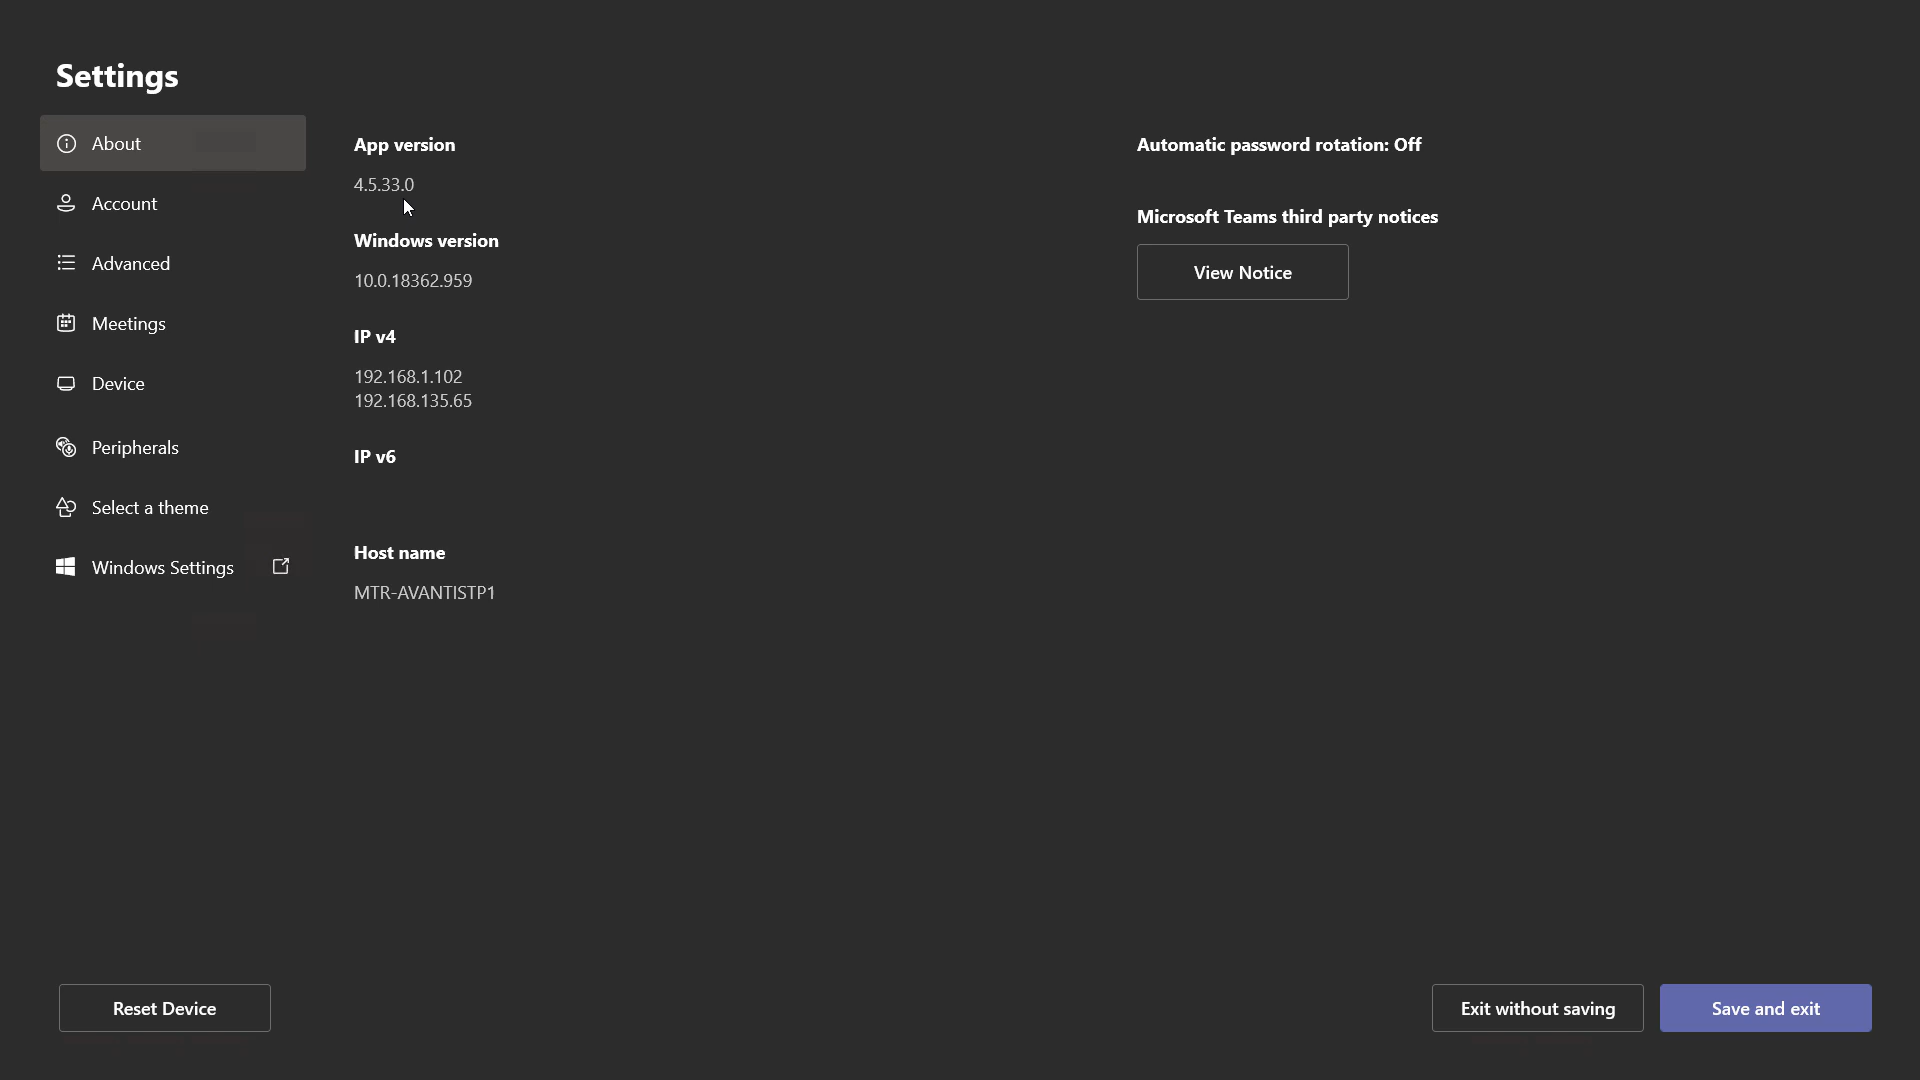 Settings
About
Account
Advanced
Meetings
Device
Peripherals
Select a theme
Windows Settings
App version
4.5.33.0
Windows version
10.0.18362.959
IP v4
192.168.1.102
192.168.135.65
IP v6
Host name
MTR-AVANTISTP1
Automatic password rotation: Off
Microsoft Teams third party notices
View Notice
Reset Device
Exit without saving
Save and exit